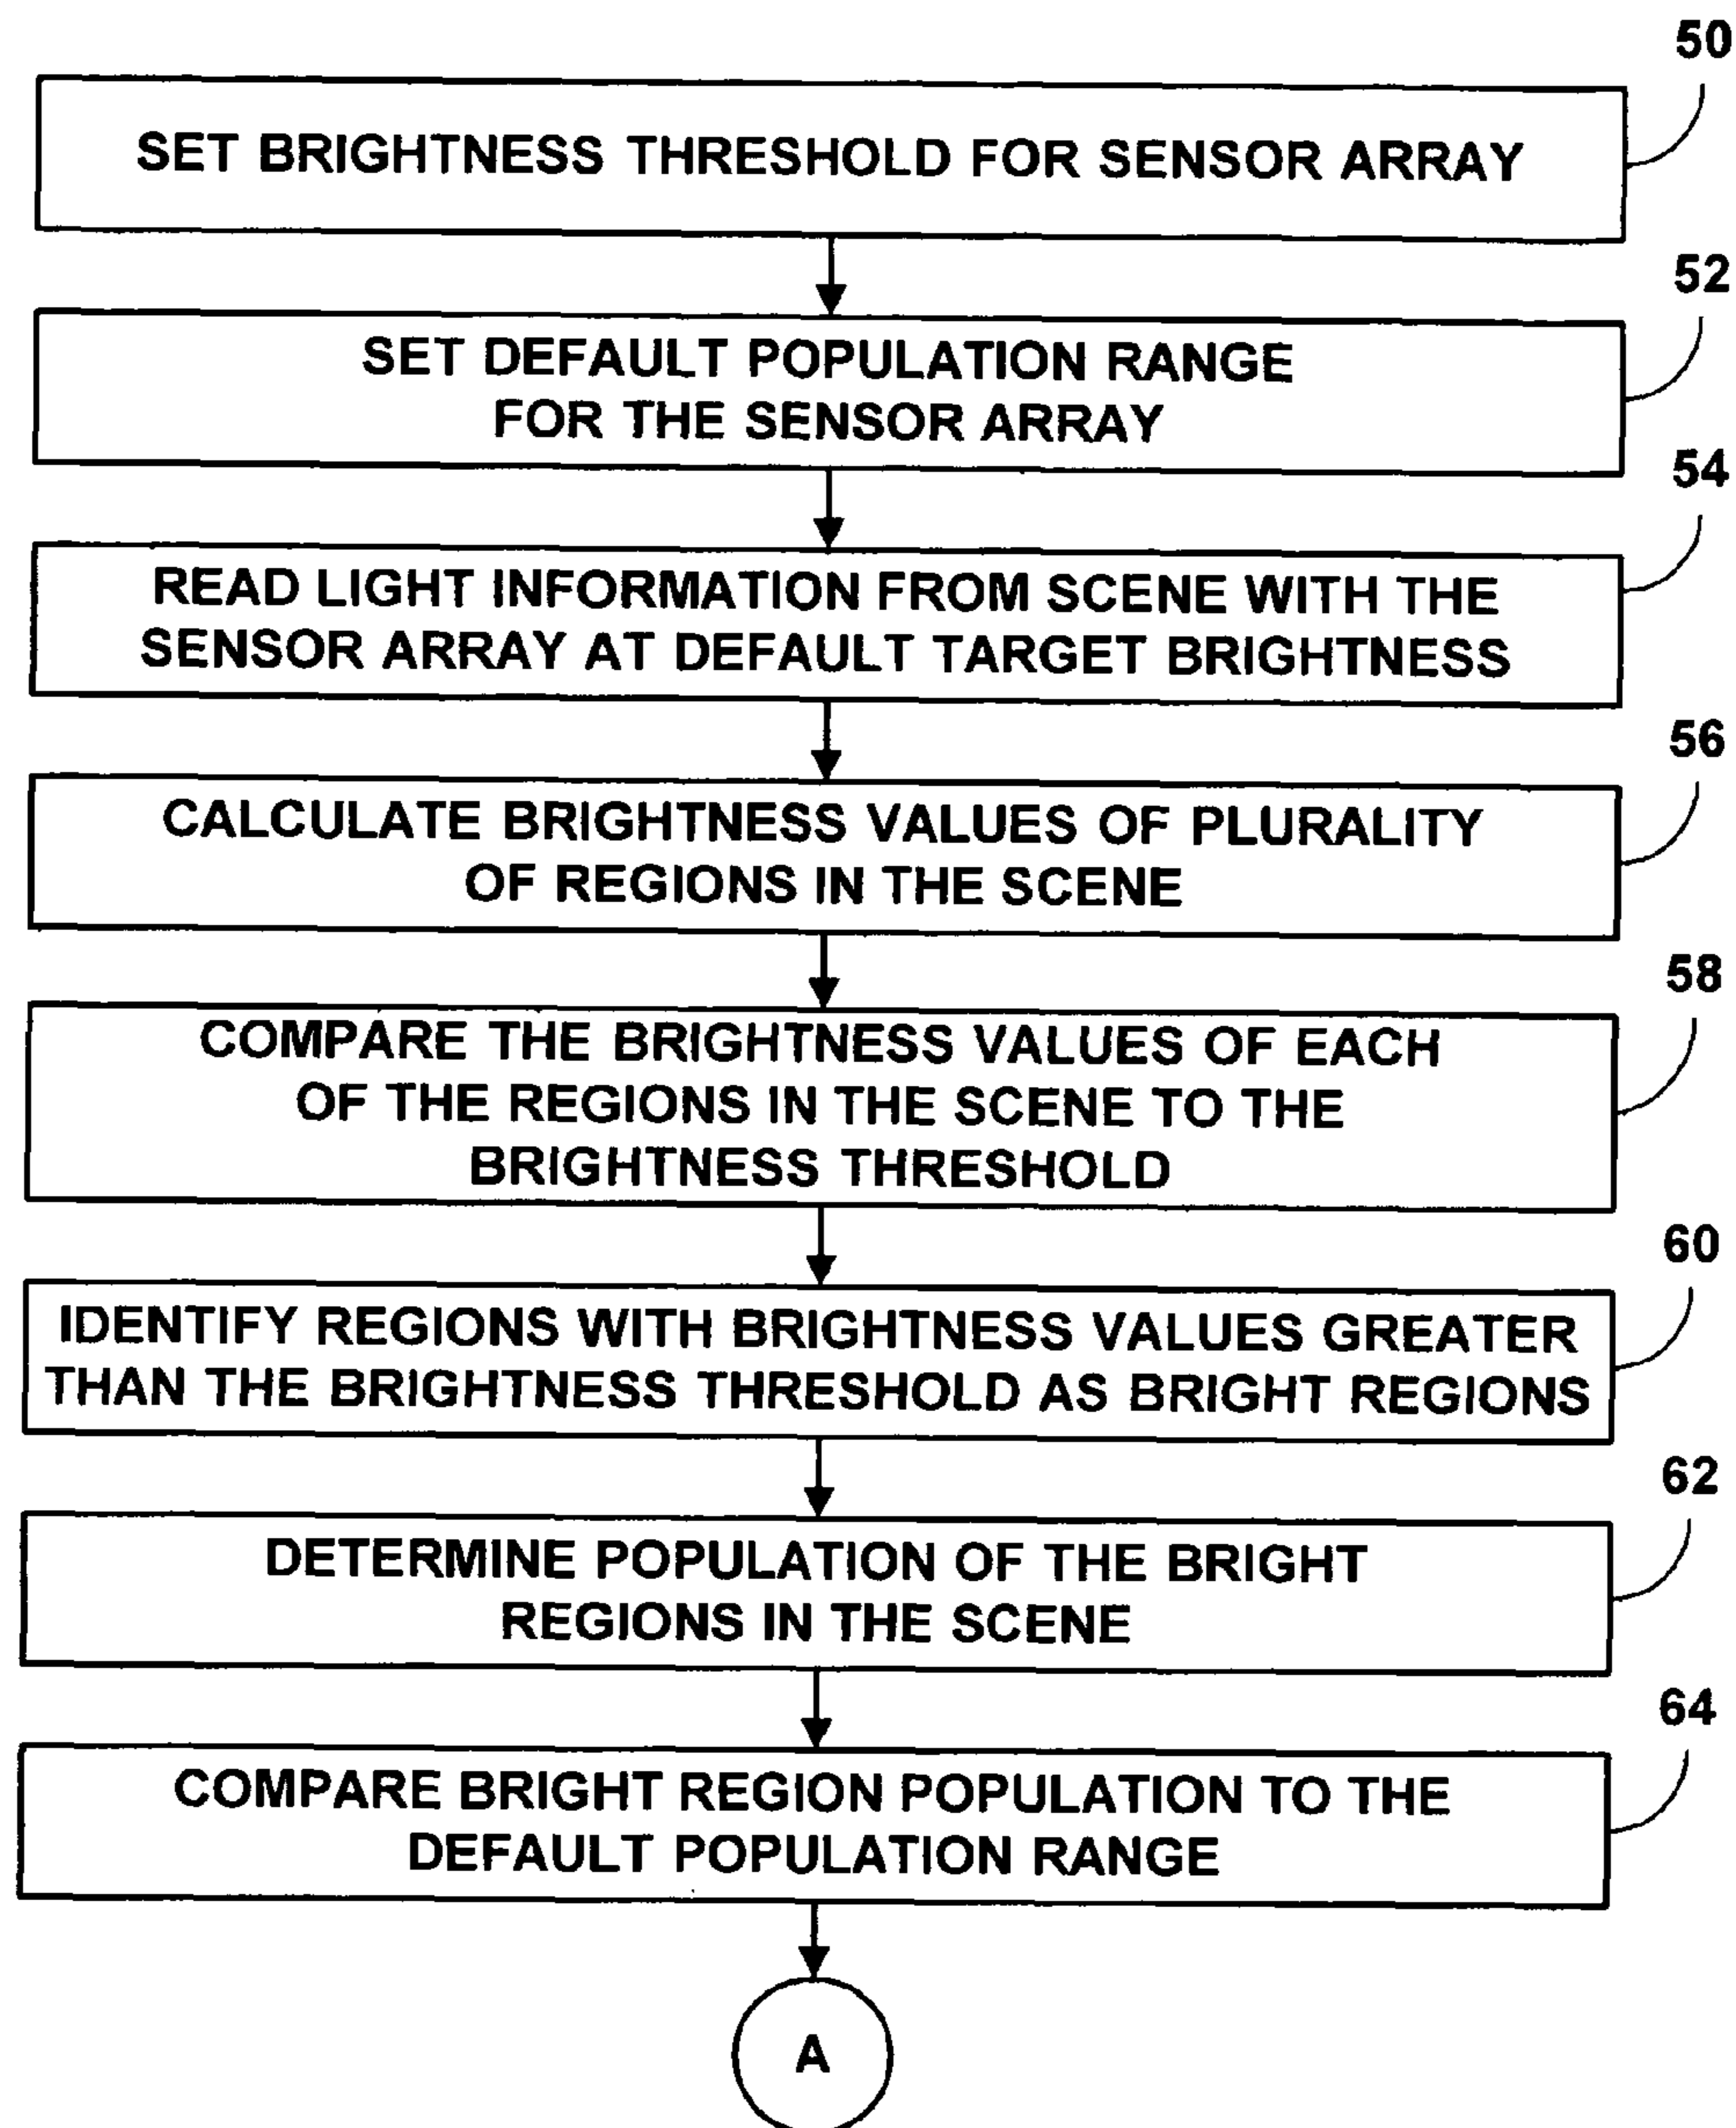 50
SET BRIGHTNESS THRESHOLD FOR SENSOR ARRAY
52
SET DEFAULT POPULATION RANGE
FOR THE SENSOR ARRAY
54
READ LIGHT INFORMATION FROM SCENE WITH THE
SENSOR ARRAY AT DEFAULT TARGET BRIGHTNESS
56
CALCULATE BRIGHTNESS VALUES OF PLURALITY
OF REGIONS IN THE SCENE
58
COMPARE THE BRIGHTNESS VALUES OF EACH
OF THE REGIONS IN THE SCENE TO THE
BRIGHTNESS THRESHOLD
60
IDENTIFY REGIONS WITH BRIGHTNESS VALUES GREATER
THAN THE BRIGHTNESS THRESHOLD AS BRIGHT REGIONS
62
DETERMINE POPULATION OF THE BRIGHT
REGIONS IN THE SCENE
64
COMPARE BRIGHT REGION POPULATION TO THE
DEFAULT POPULATION RANGE
A